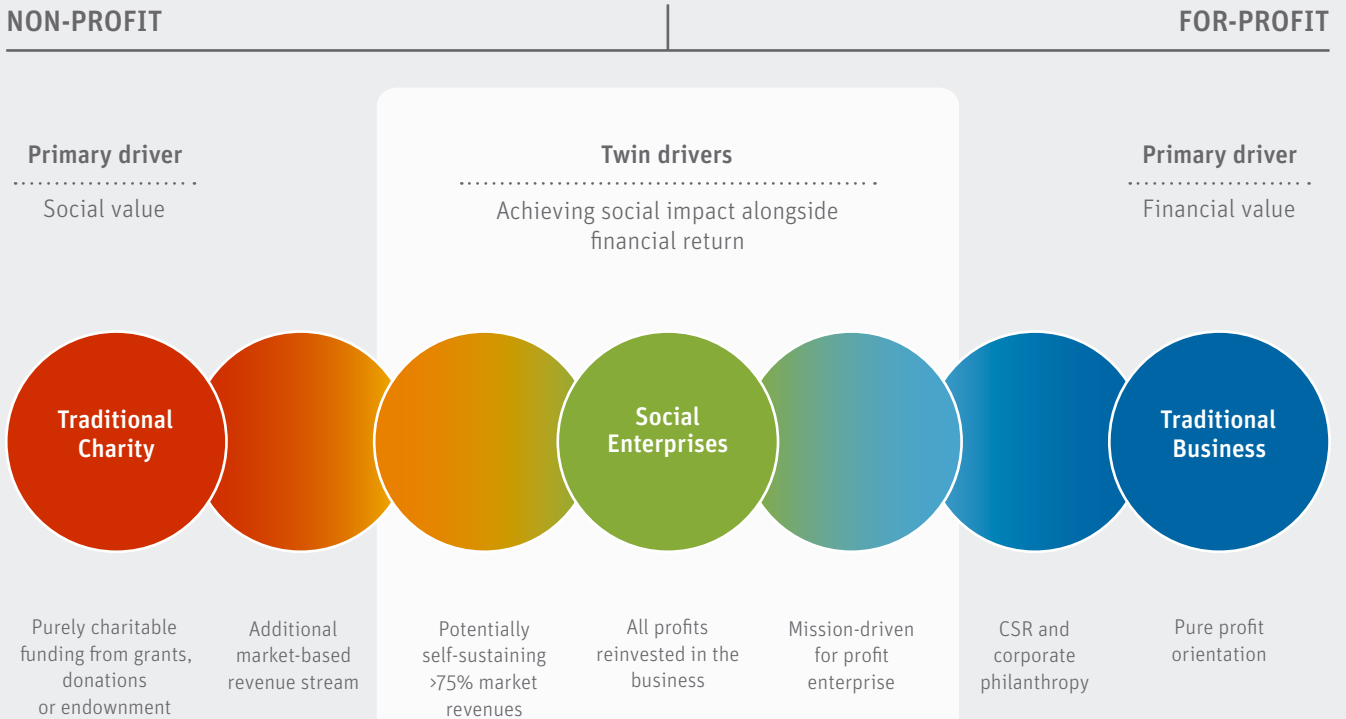 NON-PROFIT
FOR-PROFIT
Primary driver
Social value
Twin drivers
Achieving social impact alongside
financial return
Primary driver
Financial value
Traditional
Charity
Social
Enterprises
Traditional
Business
Purely charitable
funding from grants,
donations
or endownment
Additional
market-based
revenue stream
Potentially
self-sustaining
>75% market
revenues
All profits
reinvested in the
business
Mission-driven
for profit
enterprise
CSR and
corporate
philanthropy
Pure profit
orientation